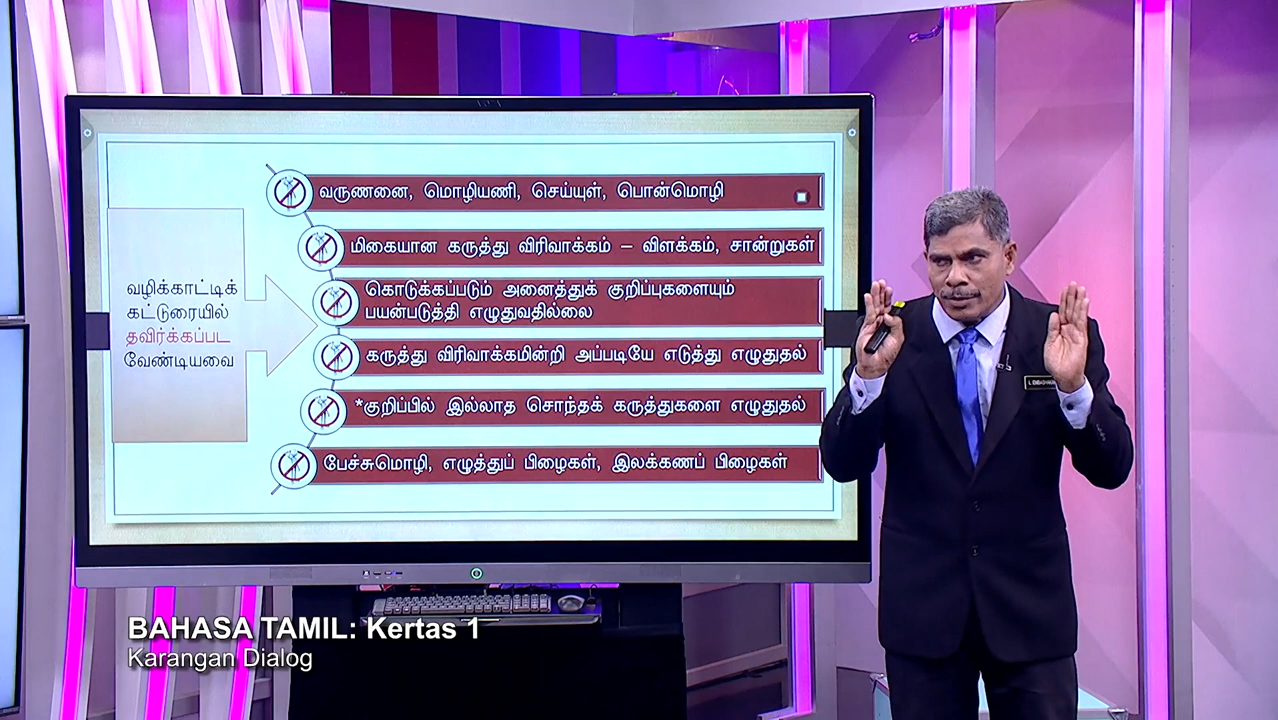 வழிக்காட்டிக்
கட்டுரையில்
தவிர்க்கப்பட
வேண்டியவை
வருணனை, மொழியணி, செய்யுள், பொன்மொழி
மிகையான கருத்து விரிவாக்கம் – விளக்கம், சான்றுகள்
கொடுக்கப்படும் அனைத்துக் குறிப்புகளையும்
பயன்படுத்தி எழுதுவதில்லை
கருத்து விரிவாக்கமின்றி அப்படியே எடுத்து எழுதுதல்
*குறிப்பில் இல்லாத சொந்தக் கருத்துகளை எழுதுதல்
பேச்சுமொழி, எழுத்துப் பிழைகள், இலக்கணப் பிழைகள்
BAHASA TAMIL: Kertas 1
Karangan Dialog